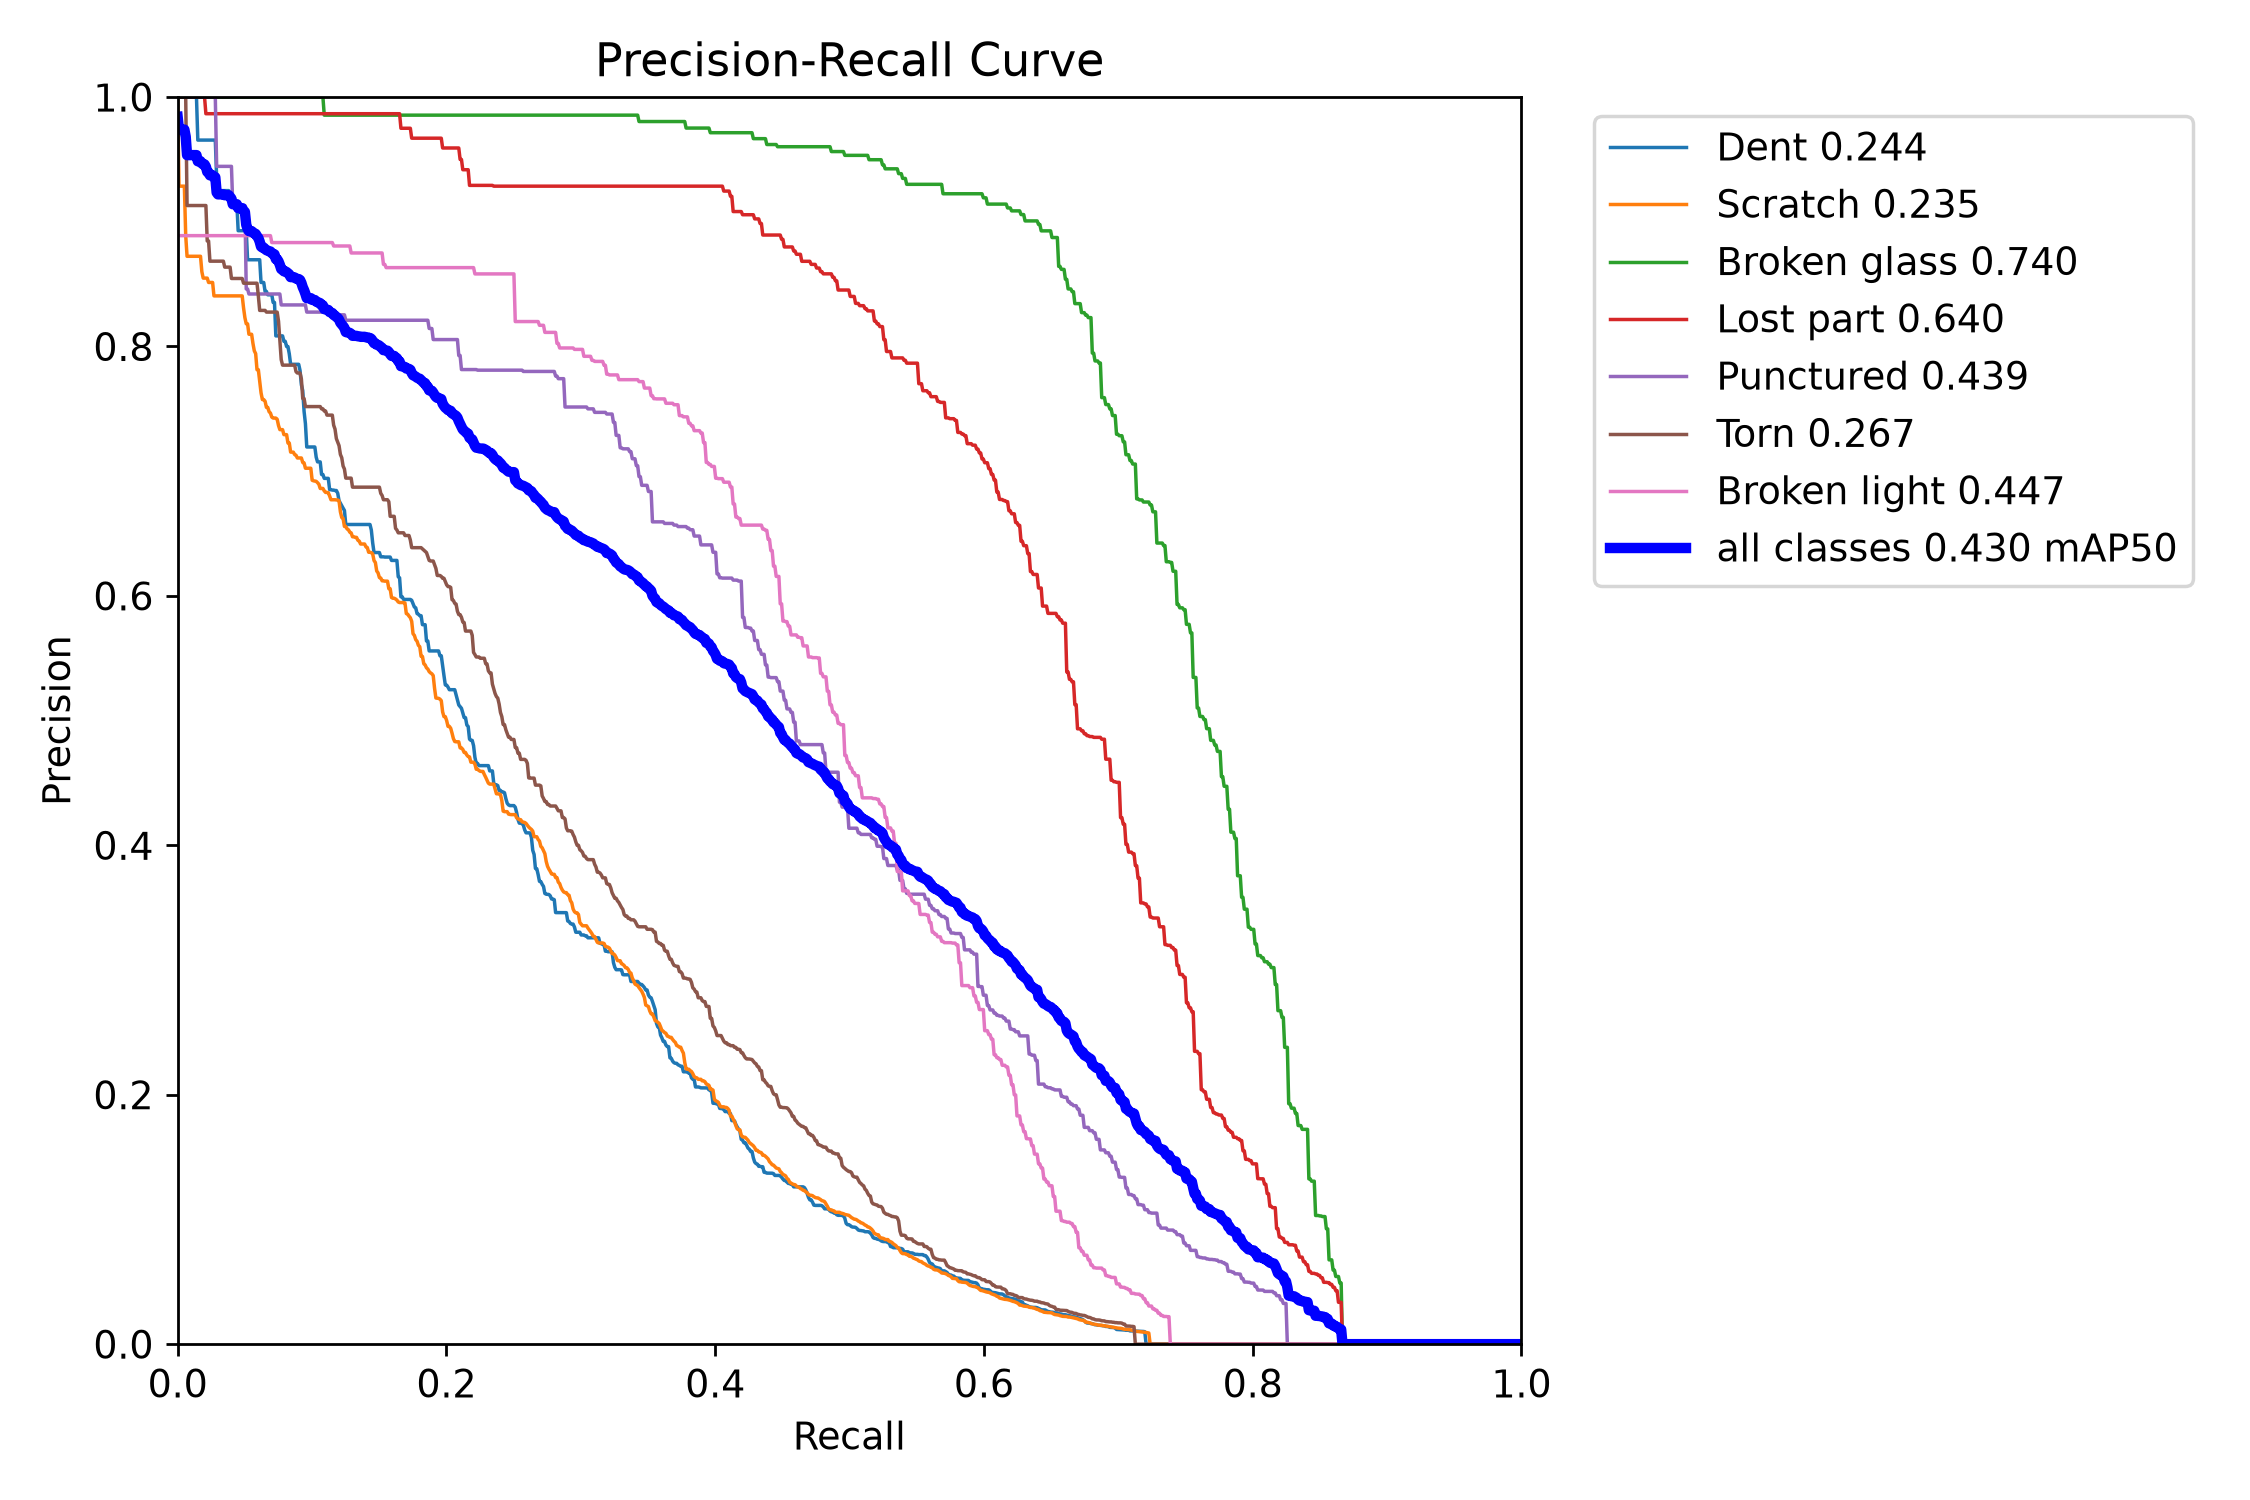 Precision-Recall Curve
1.0
0.8
0.6
0.4
0.2
0.0
Precision
0.0 0.2 0.4 0.6 0.8 1.0
Recall
Dent 0.244
Scratch 0.235
Broken glass 0.740
Lost part 0.640
Punctured 0.439
Torn 0.267
Broken light 0.447
all classes 0.430 mAP50